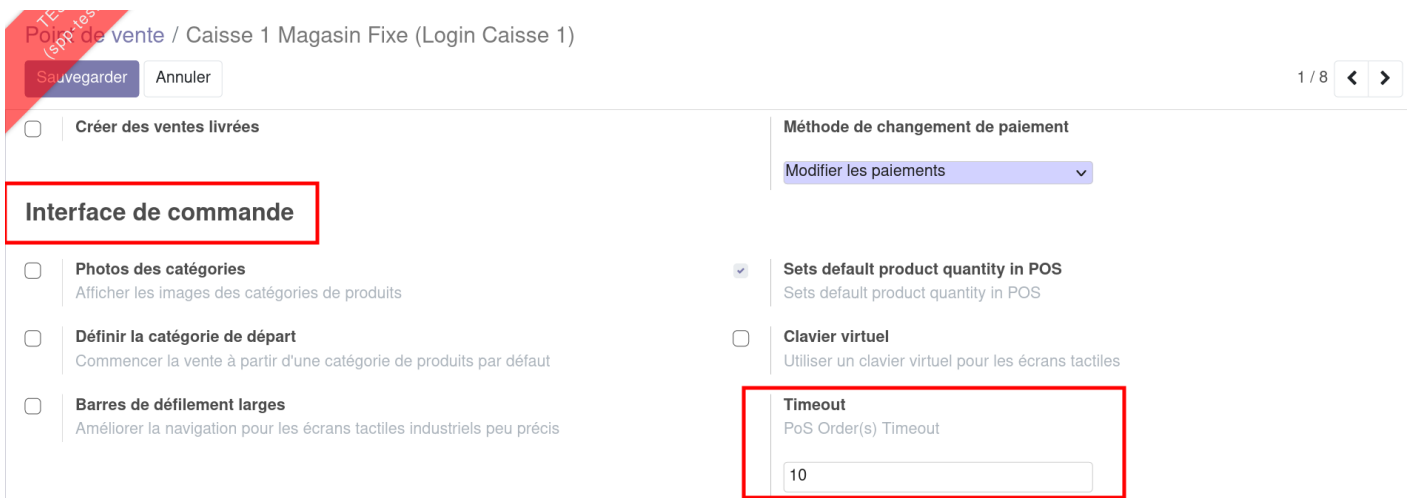 TES
(spp-tes
Point de vente / Caisse 1 Magasin Fixe (Login Caisse 1)
Sauvegarder Annuler 1 / 8
Créer des ventes livrées Méthode de changement de paiement
Modifier les paiements
Interface de commande
Photos des catégories Sets default product quantity in POS
Afficher les images des catégories de produits Sets default product quantity in POS
Définir la catégorie de départ Clavier virtuel
Commencer la vente à partir d'une catégorie de produits par défaut Utiliser un clavier virtuel pour les écrans tactiles
Barres de défilement larges Timeout
Améliorer la navigation pour les écrans tactiles industriels peu précis PoS Order(s) Timeout
10